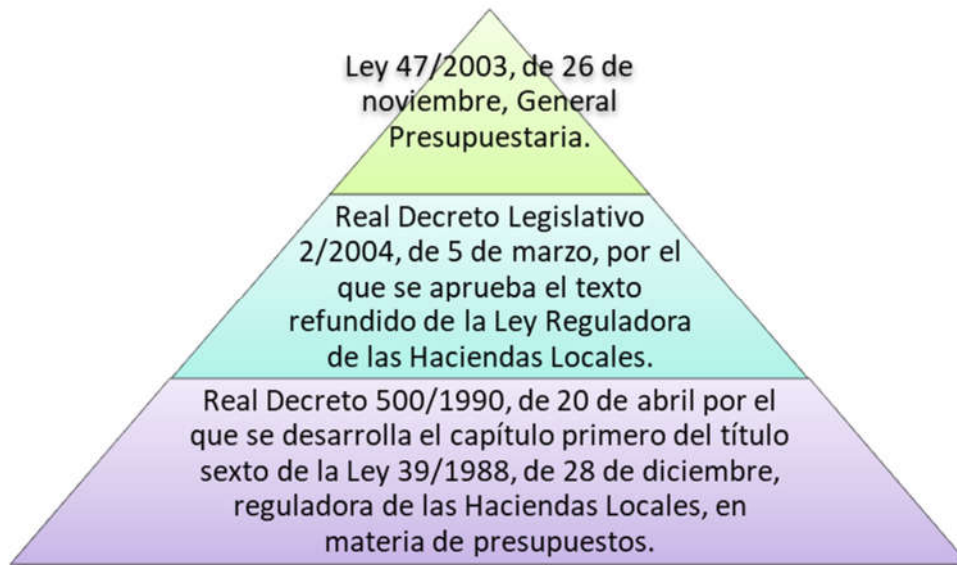 Ley 47/2003, de 26 de
noviembre, General
Presupuestaria.
Real Decreto Legislativo
2/2004, de 5 de marzo, por el
que se aprueba el texto
refundido de la Ley Reguladora
de las Haciendas Locales.
Real Decreto 500/1990, de 20 de abril por el
que se desarrolla el capítulo primero del título
sexto de la Ley 39/1988, de 28 de diciembre,
reguladora de las Haciendas Locales, en
materia de presupuestos.